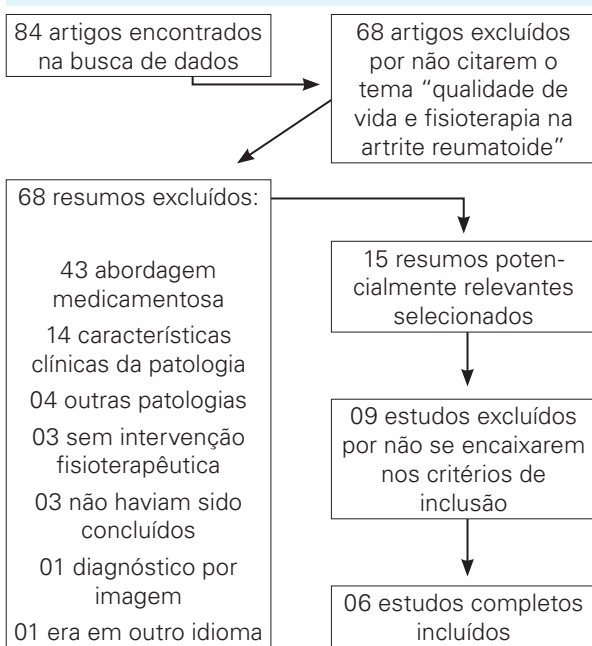 84 artigos encontrados
na busca de dados
68 artigos excluídos
por não citarem o
tema “qualidade de
vida e fisioterapia na
artrite reumatoide”
68 resumos excluídos:
43 abordagem
medicamentosa
14 características
clínicas da patologia
04 outras patologias
03 sem intervenção
fisioterapêutica
03 não haviam sido
concluídos
01 diagnóstico por
imagem
01 era em outro idioma
15 resumos poten-
cialmente relevantes
selecionados
09 estudos excluídos
por não se encaixarem
nos critérios de
inclusão
06 estudos completos
incluídos